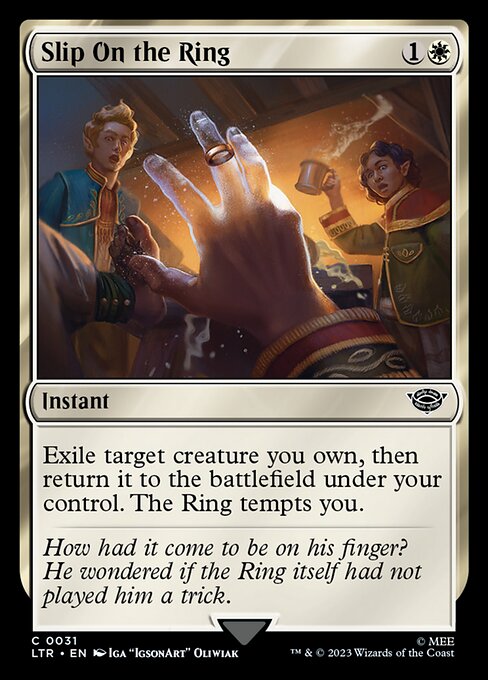 Slip On the Ring 1
Instant
Exile target creature you own, then
return it to the battlefield under your
control. The Ring tempts you.
How had it come to be on his finger?
He wondered if the Ring itself had not
played him a trick.
C 0031
LTR • EN Iga "IgsonArt" Oliwiak
© MEE
™ & © 2023 Wizards of the Coast